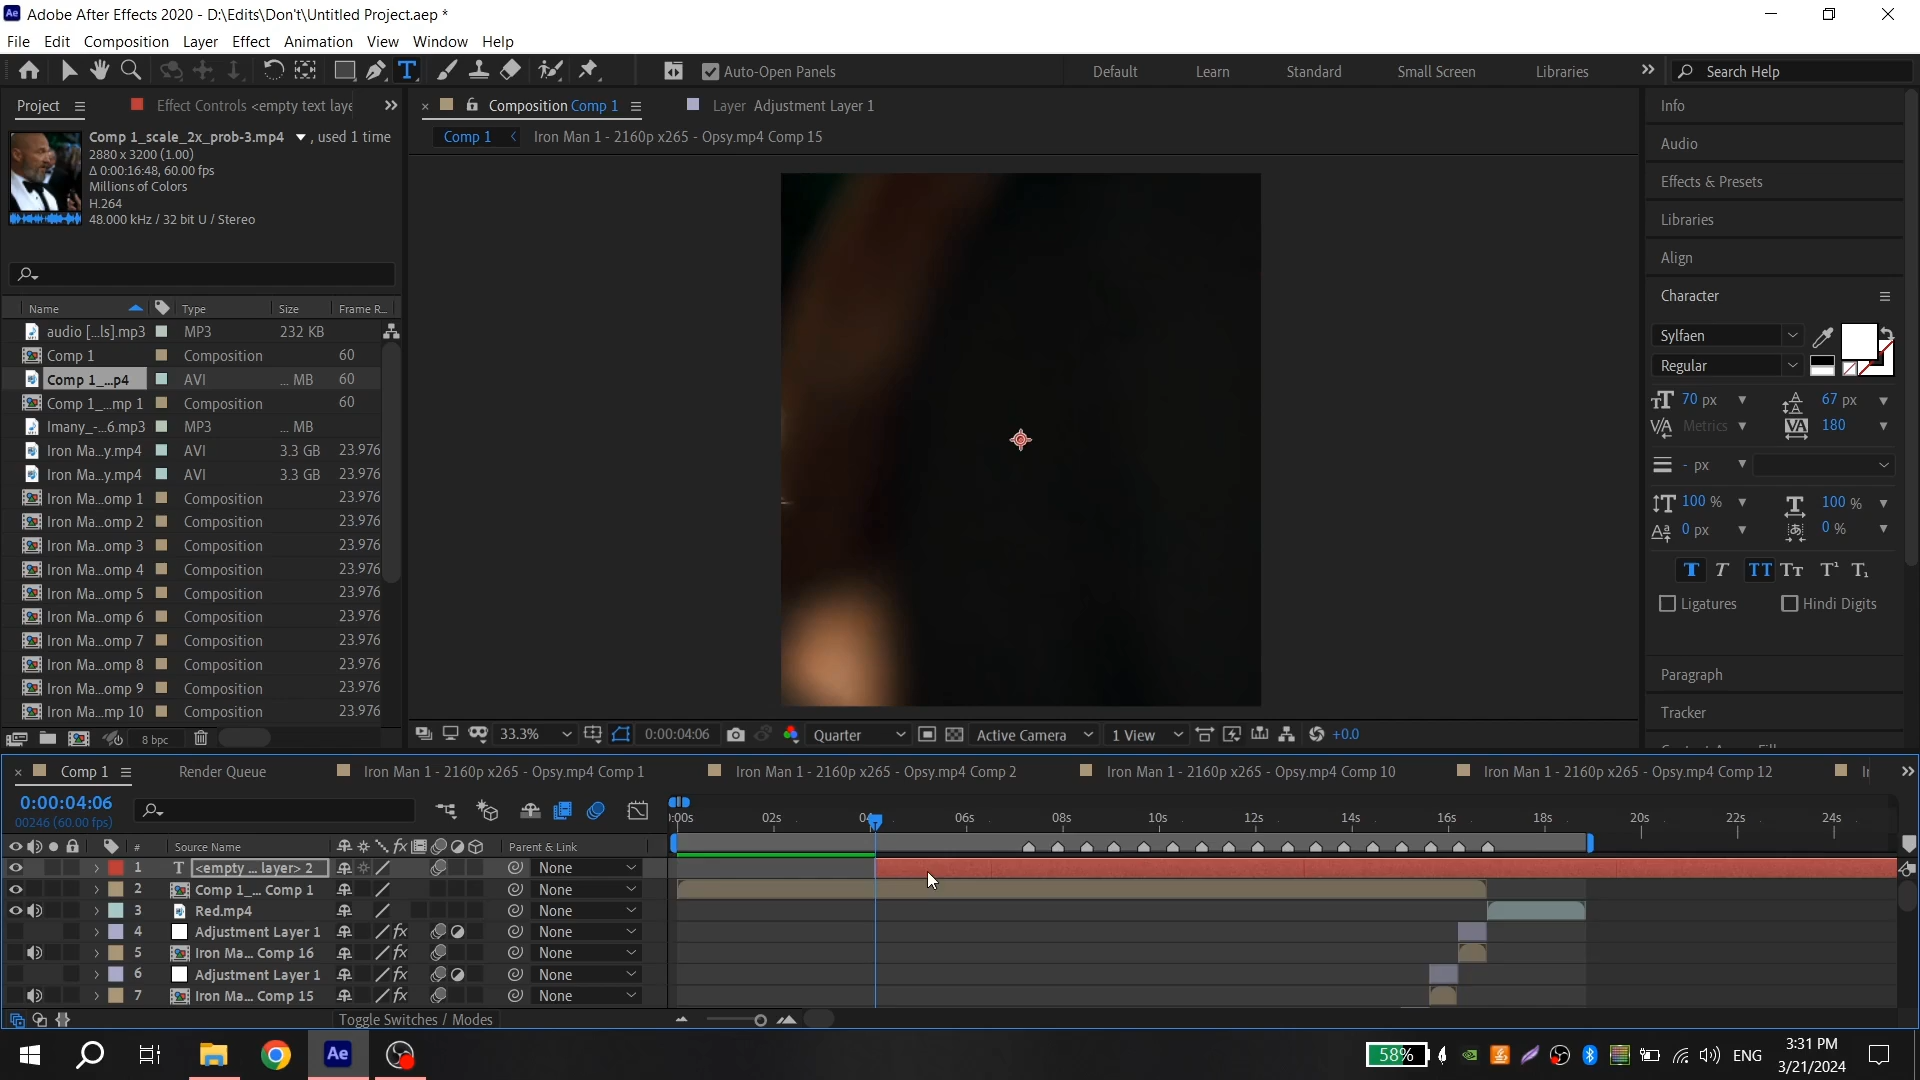 Adobe After Effects 2020 - D:\Edits\Don't\Untitled Project.aep *
File Edit Composition Layer Effect Animation View Window Help
Auto-Open Panels
Default Learn Standard Small Screen Libraries
Search Help
Project
Effect Controls <empty text laye
Composition Comp 1
Layer Adjustment Layer 1
Comp 1 Iron Man 1 - 2160p x265 - Opsy.mp4 Comp 15
Comp 1_scale_2x_prob-3.mp4 , used 1 time
2880 x 3200 (1.00)
Δ 0:00:16:48, 60.00 fps
Millions of Colors
H.264
48.000 kHz / 32 bit U / Stereo
Name Type Size Frame R...
audio [...ls].mp3 MP3 232 KB
Comp 1 Composition 60
Comp 1_...p4 AVI ... MB 60
Comp 1_...mp 1 Composition 60
Imany_-...6.mp3 MP3 ... MB
Iron Ma...y.mp4 AVI 3.3 GB 23.976
Iron Ma...y.mp4 AVI 3.3 GB 23.976
Iron Ma...omp 1 Composition 23.976
Iron Ma...omp 2 Composition 23.976
Iron Ma...omp 3 Composition 23.976
Iron Ma...omp 4 Composition 23.976
Iron Ma...omp 5 Composition 23.976
Iron Ma...omp 6 Composition 23.976
Iron Ma...omp 7 Composition 23.976
Iron Ma...omp 8 Composition 23.976
Iron Ma...omp 9 Composition 23.976
Iron Ma...mp 10 Composition 23.976
8 bpc
33.3% 0:00:04:06 Quarter Active Camera 1 View +0.0
Info
Audio
Effects & Presets
Libraries
Align
Character
Sylfaen
Regular
70 px 67 px
Metrics 180
- px
100 % 100 %
0 px 0 %
Ligatures Hindi Digits
Paragraph
Tracker
Comp 1 Render Queue Iron Man 1 - 2160p x265 - Opsy.mp4 Comp 1 Iron Man 1 - 2160p x265 - Opsy.mp4 Comp 2 Iron Man 1 - 2160p x265 - Opsy.mp4 Comp 10 Iron Man 1 - 2160p x265 - Opsy.mp4 Comp 12
0:00:04:06
00246 (60.00 fps)
:00s 02s 04s 06s 08s 10s 12s 14s 16s 18s 20s 22s 24s
# Source Name Parent & Link
1 <empty ... layer> 2 None
2 Comp 1_... Comp 1 None
3 Red.mp4 None
4 Adjustment Layer 1 None
5 Iron Ma... Comp 16 None
6 Adjustment Layer 1 None
7 Iron Ma... Comp 15 None
Toggle Switches / Modes
58% ENG
3:31 PM
3/21/2024